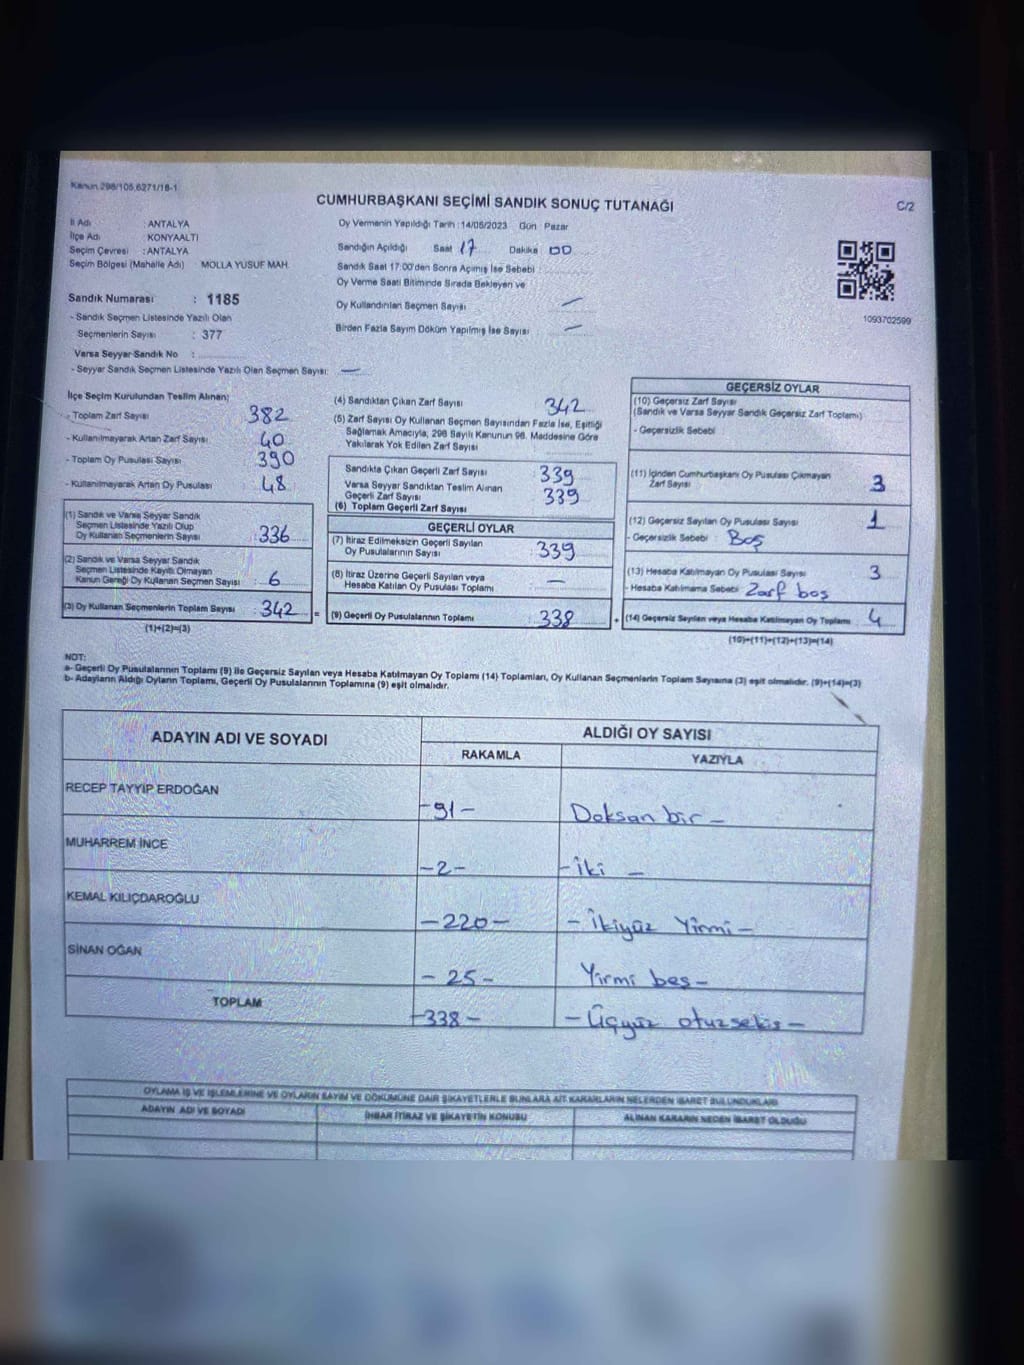 Kanun 298/105,6271/18-1
CUMHURBAŞKANI SEÇİMİ SANDIK SONUÇ TUTANAĞI
C/2
İl Adı : ANTALYA
İlçe Adı : KONYAALTI
Seçim Çevresi : ANTALYA
Seçim Bölgesi (Mahalle Adı) MOLLA YUSUF MAH.
Sandık Numarası : 1185
- Sandık Seçmen Listesinde Yazılı Olan
Seçmenlerin Sayısı : 377
Varsa Seyyar Sandık No :
- Seyyar Sandık Seçmen Listesinde Yazılı Olan Seçmen Sayısı: —
Oy Vermenin Yapıldığı Tarih :14/05/2023 Gün Pazar
Sandığın Açıldığı Saat 17 Dakika 00
Sandık Saat 17:00'den Sonra Açılmış İse Sebebi :
Oy Verme Saati Bitiminde Sırada Bekleyen ve
Oy Kullandırılan Seçmen Sayısı —
Birden Fazla Sayım Döküm Yapılmış İse Sayısı —
1093702599
İlçe Seçim Kurulundan Teslim Alınan;
- Toplam Zarf Sayısı 382
- Kullanılmayarak Artan Zarf Sayısı 40
- Toplam Oy Pusulası Sayısı 390
- Kullanılmayarak Artan Oy Pusulası 48
(1) Sandık ve Varsa Seyyar Sandık
Seçmen Listesinde Yazılı Olup
Oy Kullanan Seçmenlerin Sayısı : 336
(2) Sandık ve Varsa Seyyar Sandık
Seçmen Listesinde Kayıtlı Olmayan
Kanun Gereği Oy Kullanan Seçmen Sayısı : 6
(3) Oy Kullanan Seçmenlerin Toplam Sayısı : 342 =
(1)+(2)=(3)
(4) Sandıktan Çıkan Zarf Sayısı 342
(5) Zarf Sayısı Oy Kullanan Seçmen Sayısından Fazla İse, Eşitliği
Sağlamak Amacıyla, 298 Sayılı Kanunun 98. Maddesine Göre
Yakılarak Yok Edilen Zarf Sayısı
Sandıkta Çıkan Geçerli Zarf Sayısı : 339
Varsa Seyyar Sandıktan Teslim Alınan
Geçerli Zarf Sayısı 339
(6) Toplam Geçerli Zarf Sayısı
GEÇERLİ OYLAR
(7) İtiraz Edilmeksizin Geçerli Sayılan
Oy Pusulalarının Sayısı : 339
(8) İtiraz Üzerine Geçerli Sayılan veya
Hesaba Katılan Oy Pusulası Toplamı —
(9) Geçerli Oy Pusulalarının Toplamı : 338 +
GEÇERSİZ OYLAR
(10) Geçersiz Zarf Sayısı
(Sandık ve Varsa Seyyar Sandık Geçersiz Zarf Toplamı)
- Geçersizlik Sebebi
(11) İçinden Cumhurbaşkanı Oy Pusulası Çıkmayan
Zarf Sayısı 3
(12) Geçersiz Sayılan Oy Pusulası Sayısı 1
- Geçersizlik Sebebi : Boş
(13) Hesaba Katılmayan Oy Pusulası Sayısı 3
- Hesaba Katılmama Sebebi Zarf boş
(14) Geçersiz Sayılan veya Hesaba Katılmayan Oy Toplamı 4
(10)+(11)+(12)+(13)=(14)
NOT:
a- Geçerli Oy Pusulalarının Toplamı (9) ile Geçersiz Sayılan veya Hesaba Katılmayan Oy Toplamı (14) Toplamları, Oy Kullanan Seçmenlerin Toplam Sayısına (3) eşit olmalıdır. (9)+(14)=(3)
b- Adayların Aldığı Oyların Toplamı, Geçerli Oy Pusulalarının Toplamına (9) eşit olmalıdır.
ADAYIN ADI VE SOYADI
ALDIĞI OY SAYISI
RAKAMLA YAZIYLA
RECEP TAYYİP ERDOĞAN -91- Doksan bir -
MUHARREM İNCE -2- -İki -
KEMAL KILIÇDAROĞLU -220- - İkiyüz Yirmi -
SİNAN OĞAN - 25 - Yirmi beş -
TOPLAM -338- - Üçyüz otuzsekiz -
OYLAMA İŞ VE İŞLEMLERİNE VE OYLARIN SAYIM VE DÖKÜMÜNE DAİR ŞİKAYETLERLE BUNLARA AİT KARARLARIN NELERDEN İBARET BULUNDUKLARI
ADAYIN ADI VE SOYADI İHBAR İTİRAZ VE ŞİKAYETİN KONUSU ALINAN KARARIN NEDEN İBARET OLDUĞU